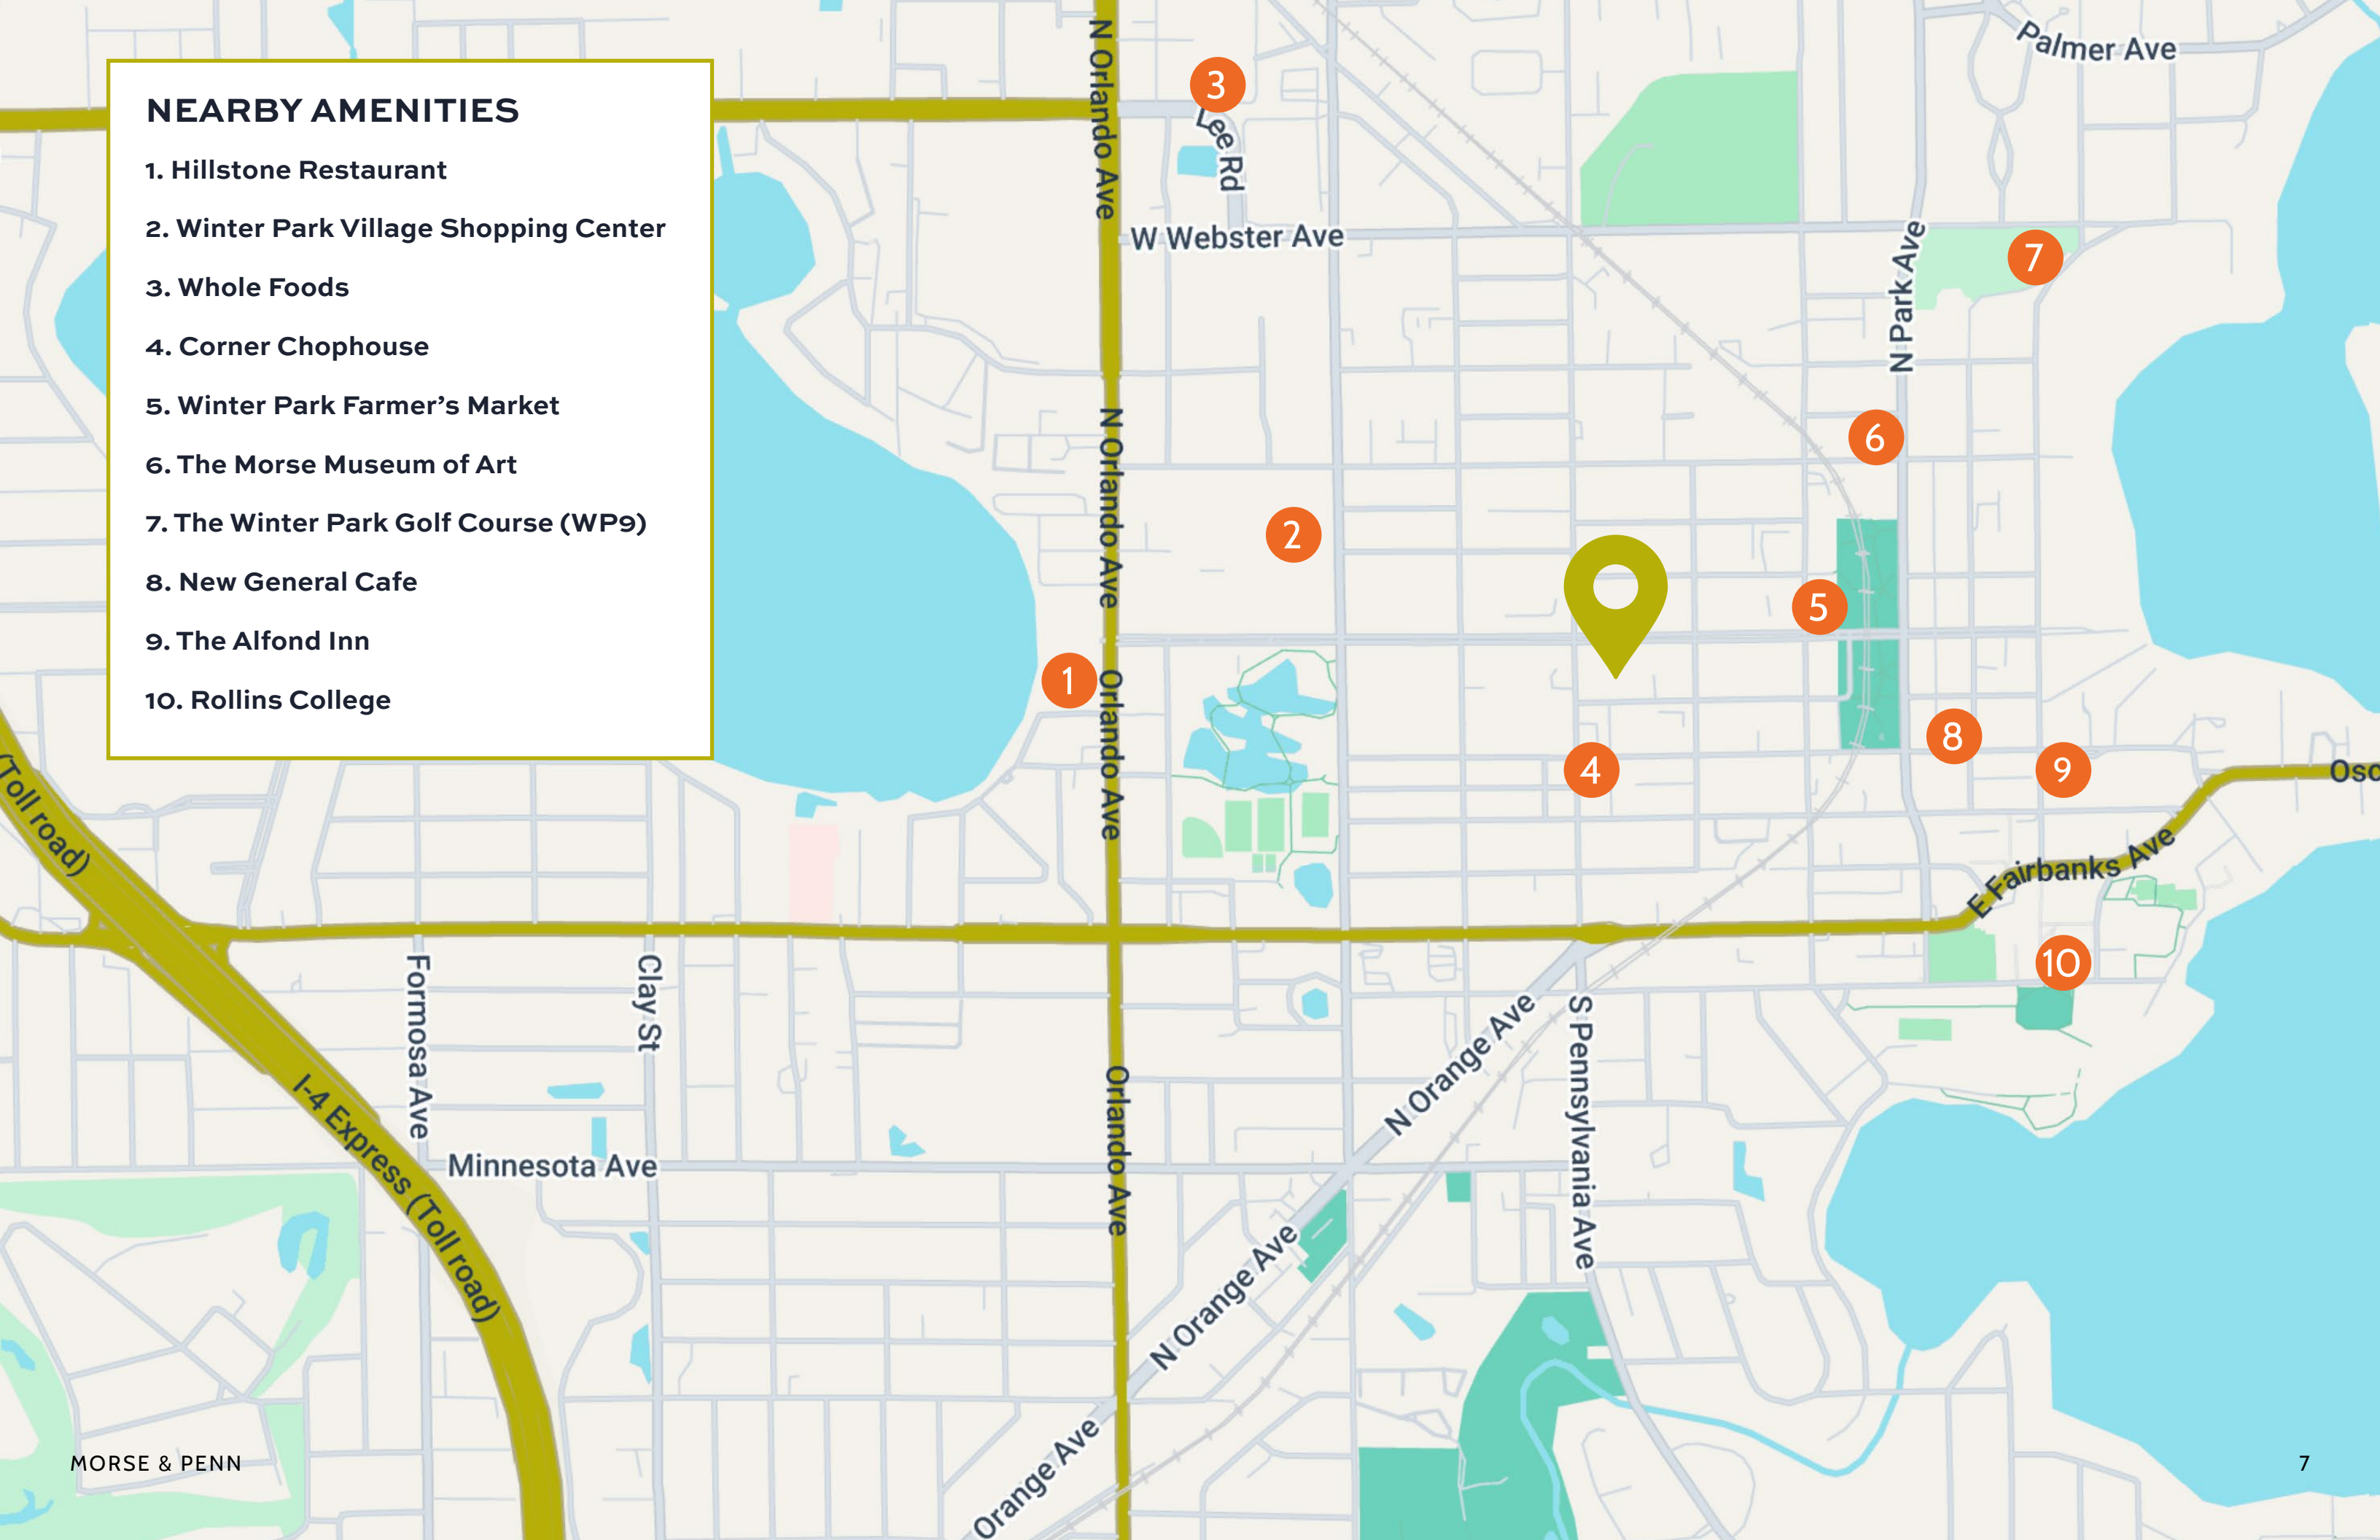 NEARBY AMENITIES
1. Hillstone Restaurant
2. Winter Park Village Shopping Center
3. Whole Foods
4. Corner Chophouse
5. Winter Park Farmer’s Market
6. The Morse Museum of Art
7. The Winter Park Golf Course (WP9)
8. New General Cafe
9. The Alfond Inn
10. Rollins College
N Orlando Ave
3
Lee Rd
Palmer Ave
W Webster Ave
N Park Ave
7
N Orlando Ave
6
2
5
1
Orlando Ave
4
8
9
Osc
(Toll road)
E Fairbanks Ave
10
Formosa Ave
Clay St
N Orange Ave
S Pennsylvania Ave
I-4 Express (Toll road)
Minnesota Ave
Orlando Ave
N Orange Ave
Orange Ave
MORSE & PENN
7